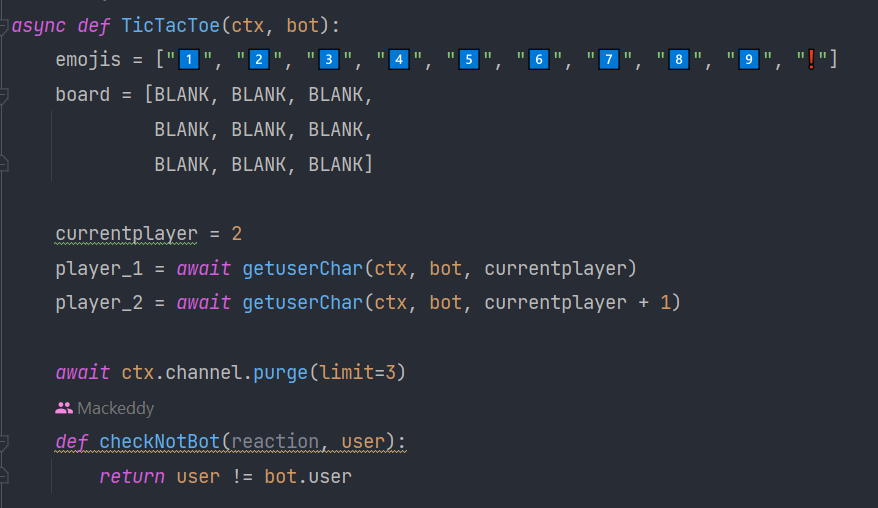 async def TicTacToe(ctx, bot):
    emojis = ["1️⃣", "2️⃣", "3️⃣", "4️⃣", "5️⃣", "6️⃣", "7️⃣", "8️⃣", "9️⃣", "❗"]
    board = [BLANK, BLANK, BLANK,
             BLANK, BLANK, BLANK,
             BLANK, BLANK, BLANK]
    currentplayer = 2
    player_1 = await getuserChar(ctx, bot, currentplayer)
    player_2 = await getuserChar(ctx, bot, currentplayer + 1)
    await ctx.channel.purge(limit=3)
    Mackeddy
    def checkNotBot(reaction, user):
        return user != bot.user